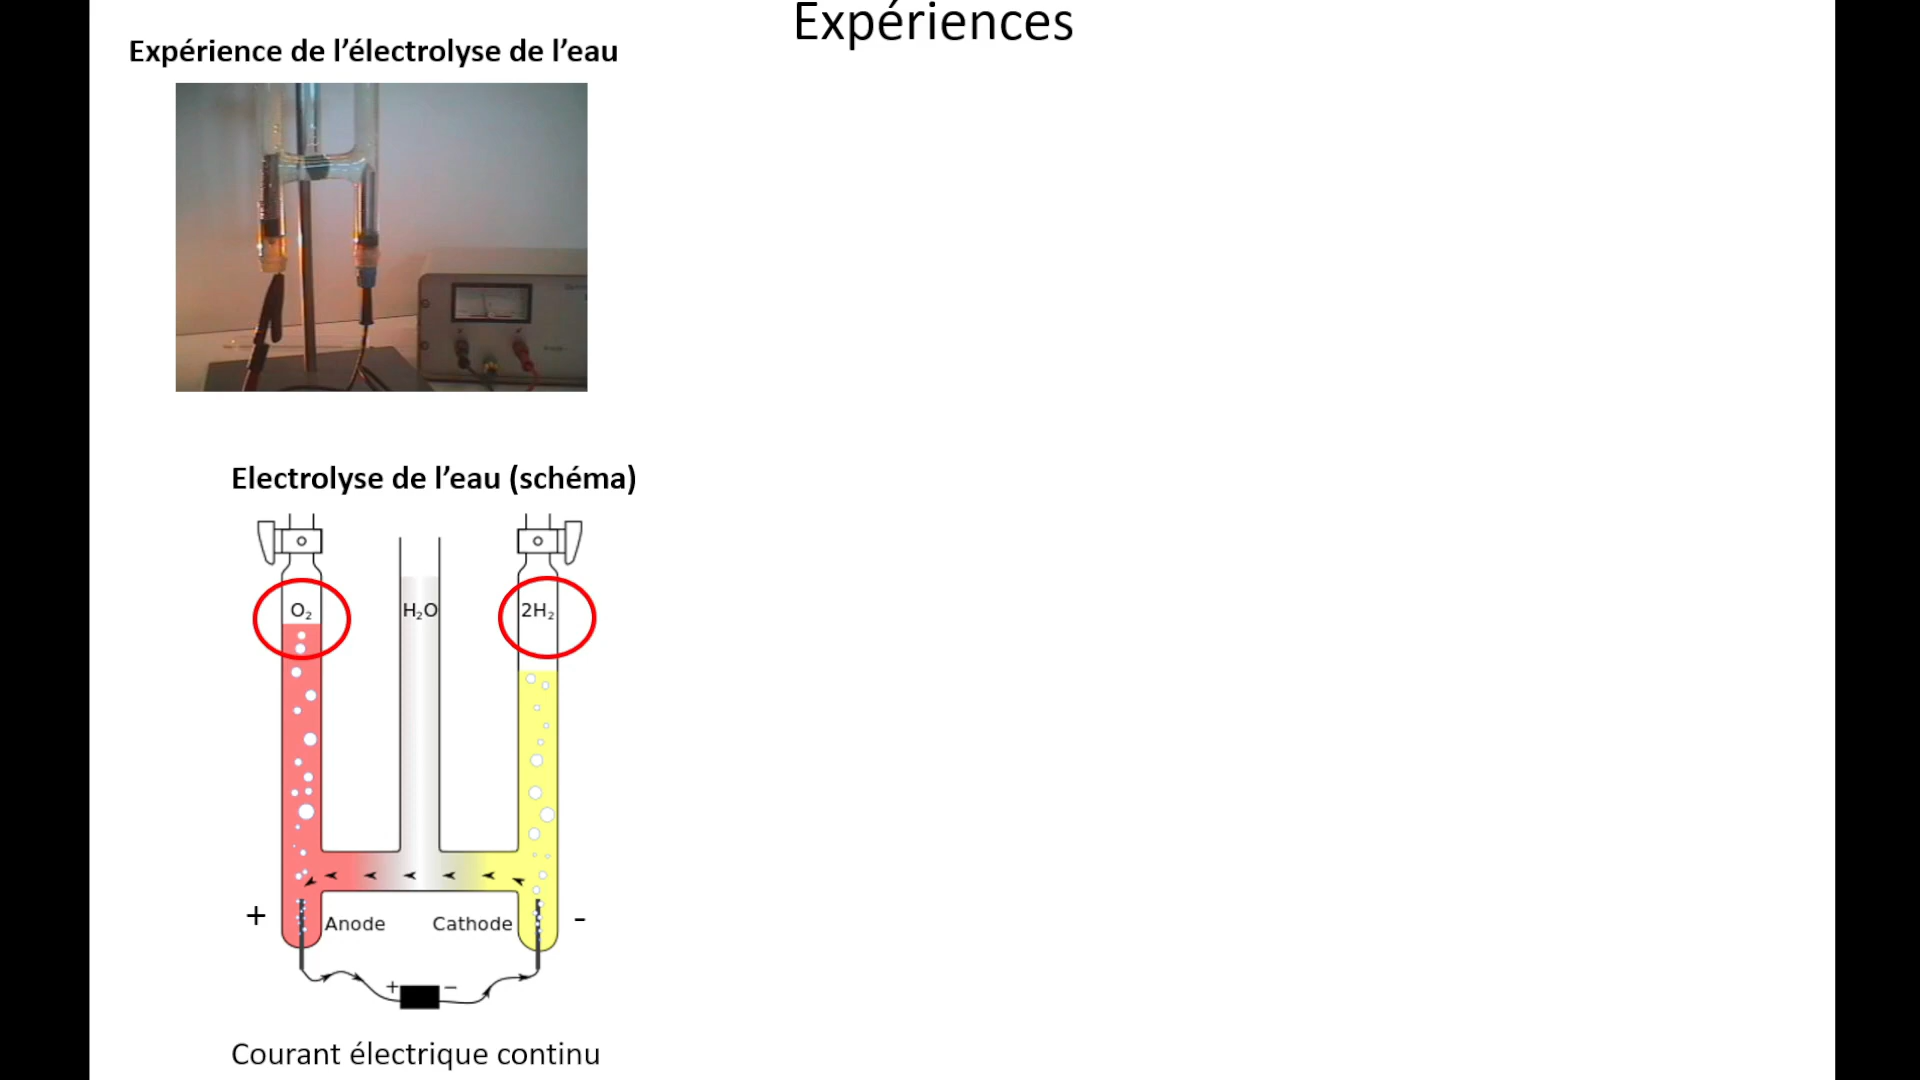 Expériences
Expérience de l’électrolyse de l’eau
Electrolyse de l’eau (schéma)
O₂
H₂O
2H₂
+
Anode
Cathode
-
+
−
Courant électrique continu